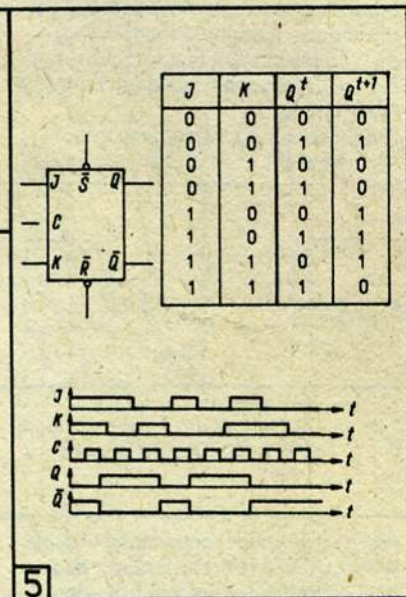 J K Q^t Q^{t+1}
0 0 0 0
0 0 1 1
0 1 0 0
0 1 1 0
1 0 0 1
1 0 1 1
1 1 0 1
1 1 1 0
J S̄ Q
C
K R̄ Q̄
J t
K t
C t
Q t
Q̄ t
5